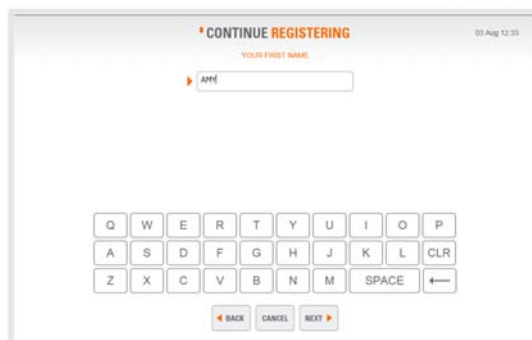 CONTINUE REGISTERING
03 Aug 12:33
YOUR FIRST NAME
AMY
Q W E R T Y U I O P
A S D F G H J K L CLR
Z X C V B N M SPACE
BACK CANCEL NEXT